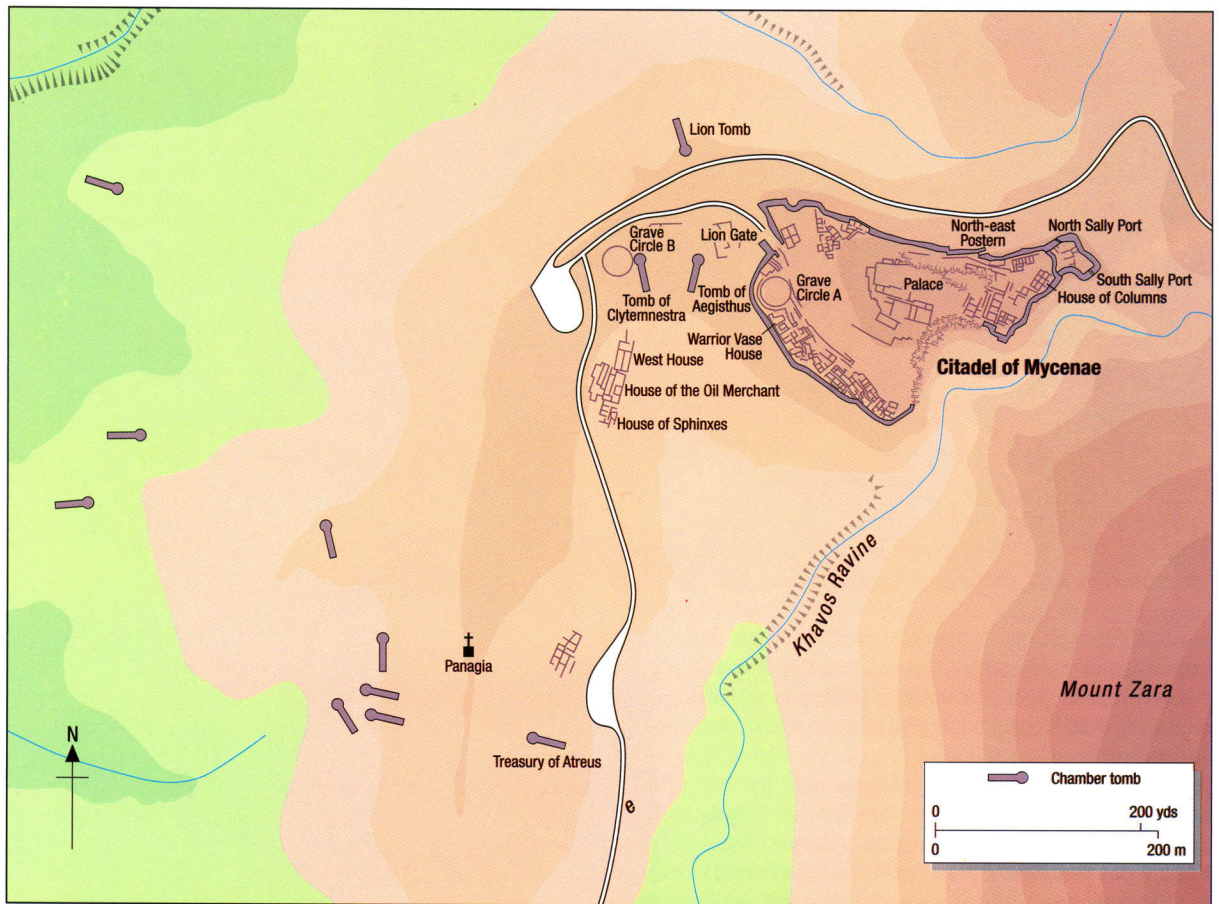 Lion Tomb
Grave
Circle B
Lion Gate
North-east
Postern
North Sally Port
Tomb of
Clytemnestra
Tomb of
Aegisthus
Grave
Circle A
Palace
South Sally Port
House of Columns
Warrior Vase
House
West House
House of the Oil Merchant
House of Sphinxes
Citadel of Mycenae
Khavos Ravine
Panagia
Mount Zara
N
Treasury of Atreus
e
Chamber tomb
0 200 yds
0 200 m